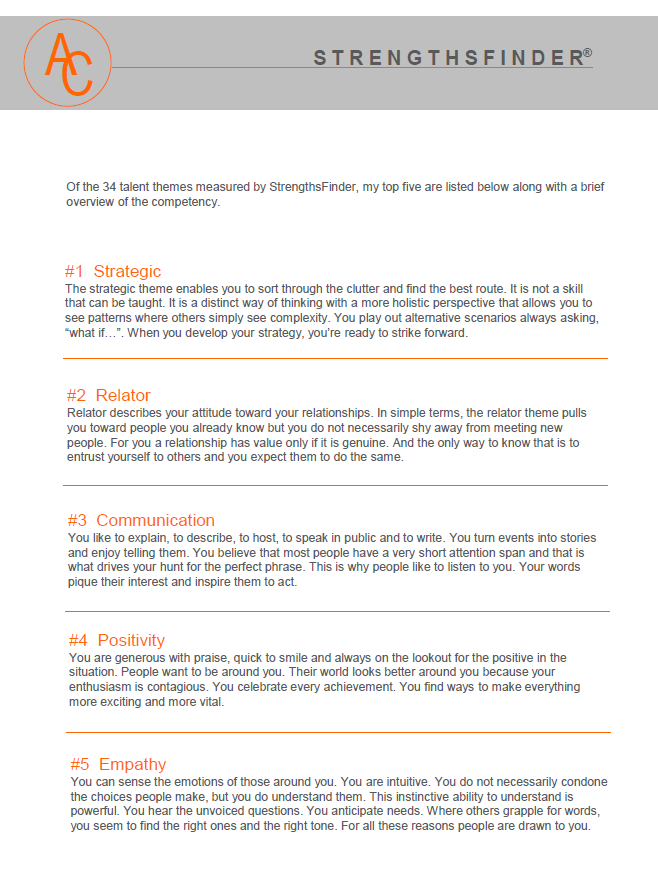 AC
STRENGTHSFINDER®
Of the 34 talent themes measured by StrengthsFinder, my top five are listed below along with a brief
overview of the competency.
#1 Strategic
The strategic theme enables you to sort through the clutter and find the best route. It is not a skill
that can be taught. It is a distinct way of thinking with a more holistic perspective that allows you to
see patterns where others simply see complexity. You play out alternative scenarios always asking,
“what if…”. When you develop your strategy, you're ready to strike forward.
#2 Relator
Relator describes your attitude toward your relationships. In simple terms, the relator theme pulls
you toward people you already know but you do not necessarily shy away from meeting new
people. For you a relationship has value only if it is genuine. And the only way to know that is to
entrust yourself to others and you expect them to do the same.
#3 Communication
You like to explain, to describe, to host, to speak in public and to write. You turn events into stories
and enjoy telling them. You believe that most people have a very short attention span and that is
what drives your hunt for the perfect phrase. This is why people like to listen to you. Your words
pique their interest and inspire them to act.
#4 Positivity
You are generous with praise, quick to smile and always on the lookout for the positive in the
situation. People want to be around you. Their world looks better around you because your
enthusiasm is contagious. You celebrate every achievement. You find ways to make everything
more exciting and more vital.
#5 Empathy
You can sense the emotions of those around you. You are intuitive. You do not necessarily condone
the choices people make, but you do understand them. This instinctive ability to understand is
powerful. You hear the unvoiced questions. You anticipate needs. Where others grapple for words,
you seem to find the right ones and the right tone. For all these reasons people are drawn to you.